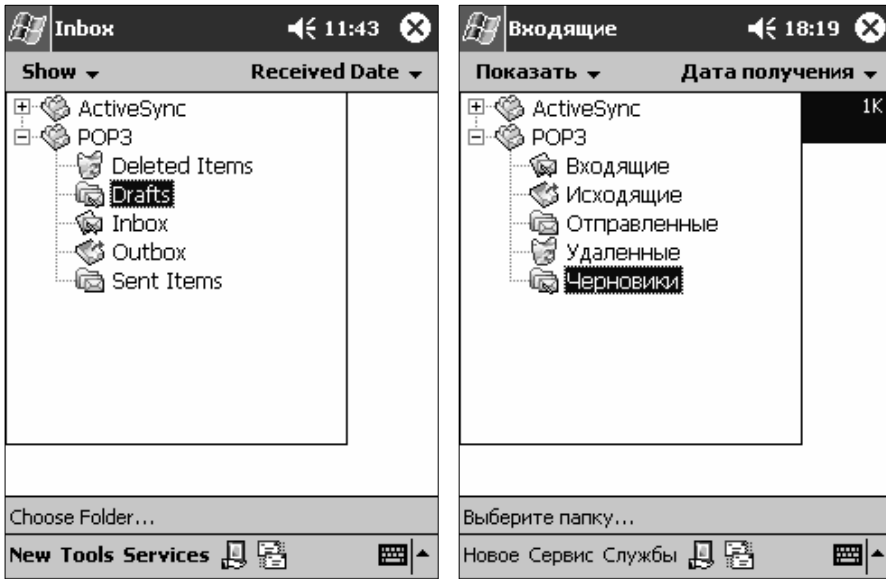 Inbox 11:43
Show Received Date
ActiveSync
POP3
Deleted Items
Drafts
Inbox
Outbox
Sent Items
Choose Folder...
New Tools Services
Входящие 18:19
Показать Дата получения
1K
ActiveSync
POP3
Входящие
Исходящие
Отправленные
Удаленные
Черновики
Выберите папку...
Новое Сервис Службы